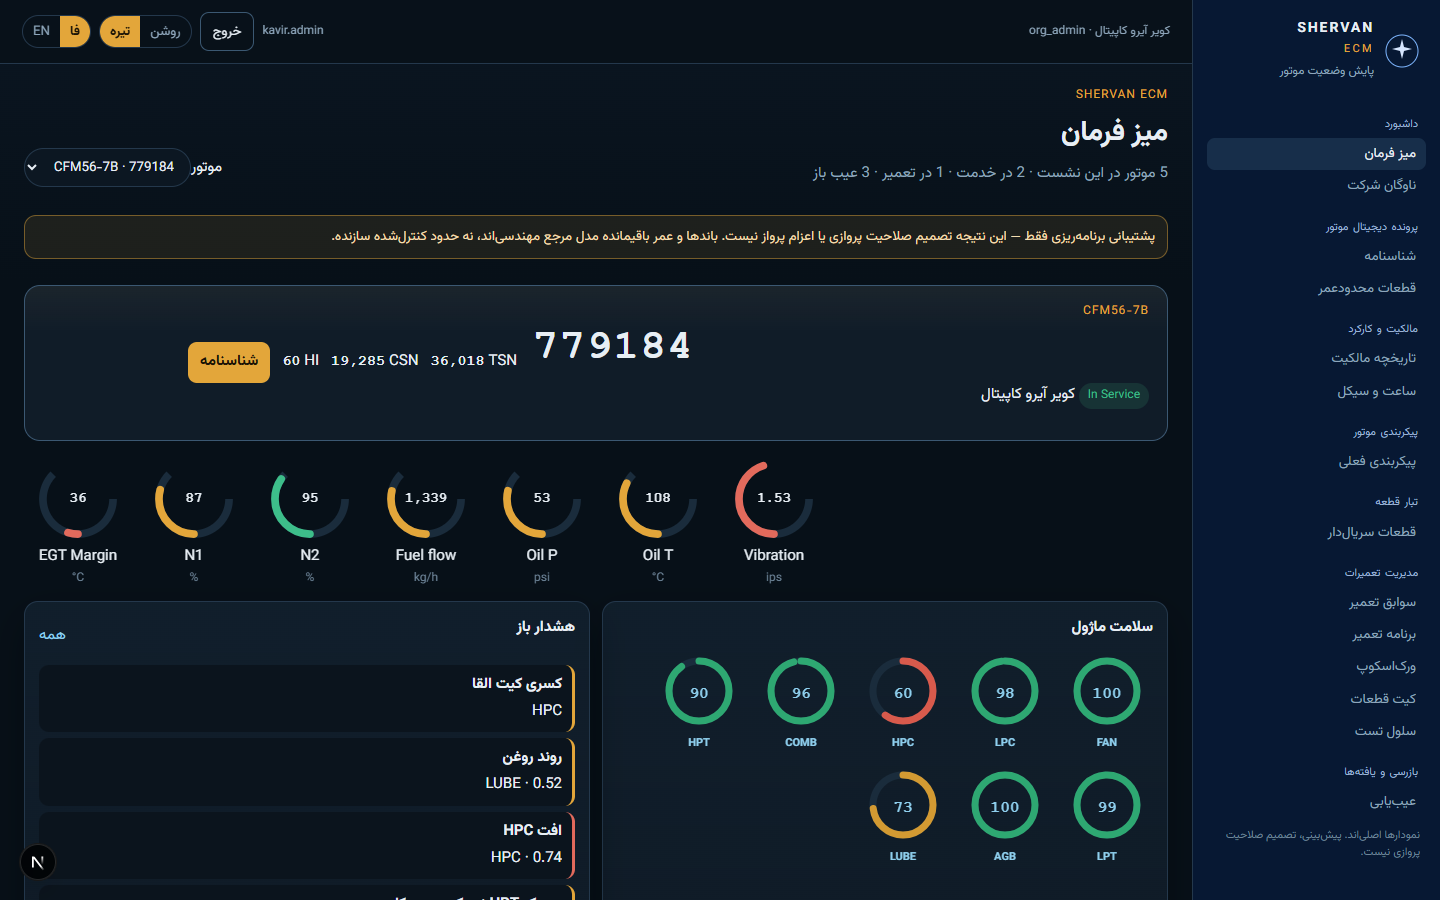 SHERVAN
ECM
پایش وضعیت موتور
داشبورد
میز فرمان
ناوگان شرکت
پرونده دیجیتال موتور
شناسنامه
قطعات محدودعمر
مالکیت و کارکرد
تاریخچه مالکیت
ساعت و سیکل
پیکربندی موتور
پیکربندی فعلی
تبار قطعه
قطعات سریال‌دار
مدیریت تعمیرات
سوابق تعمیر
برنامه تعمیر
ورک‌اسکوپ
کیت قطعات
سلول تست
بازرسی و یافته‌ها
عیب‌یابی
نمودارها اصلی‌اند. پیش‌بینی، تصمیم صلاحیت
پروازی نیست.
کویر آیرو کاپیتال · org_admin
kavir.admin
خروج
روشن
تیره
فا
EN
SHERVAN ECM
میز فرمان
5 موتور در این نشست · 2 در خدمت · 1 در تعمیر · 3 عیب باز
موتور
CFM56-7B · 779184
پشتیبانی برنامه‌ریزی فقط — این نتیجه تصمیم صلاحیت پروازی یا اعزام پرواز نیست. باندها و عمر باقیمانده مدل مرجع مهندسی‌اند، نه حدود کنترل‌شده سازنده.
CFM56-7B
779184
36,018 TSN
19,285 CSN
60 HI
شناسنامه
In Service
کویر آیرو کاپیتال
1.53
Vibration
ips
108
Oil T
°C
53
Oil P
psi
1,339
Fuel flow
kg/h
95
N2
%
87
N1
%
36
EGT Margin
°C
سلامت ماژول
100
FAN
98
LPC
60
HPC
96
COMB
90
HPT
99
LPT
100
AGB
73
LUBE
هشدار باز
همه
کسری کیت القا
HPC
روند روغن
LUBE · 0.52
افت HPC
HPC · 0.74
N